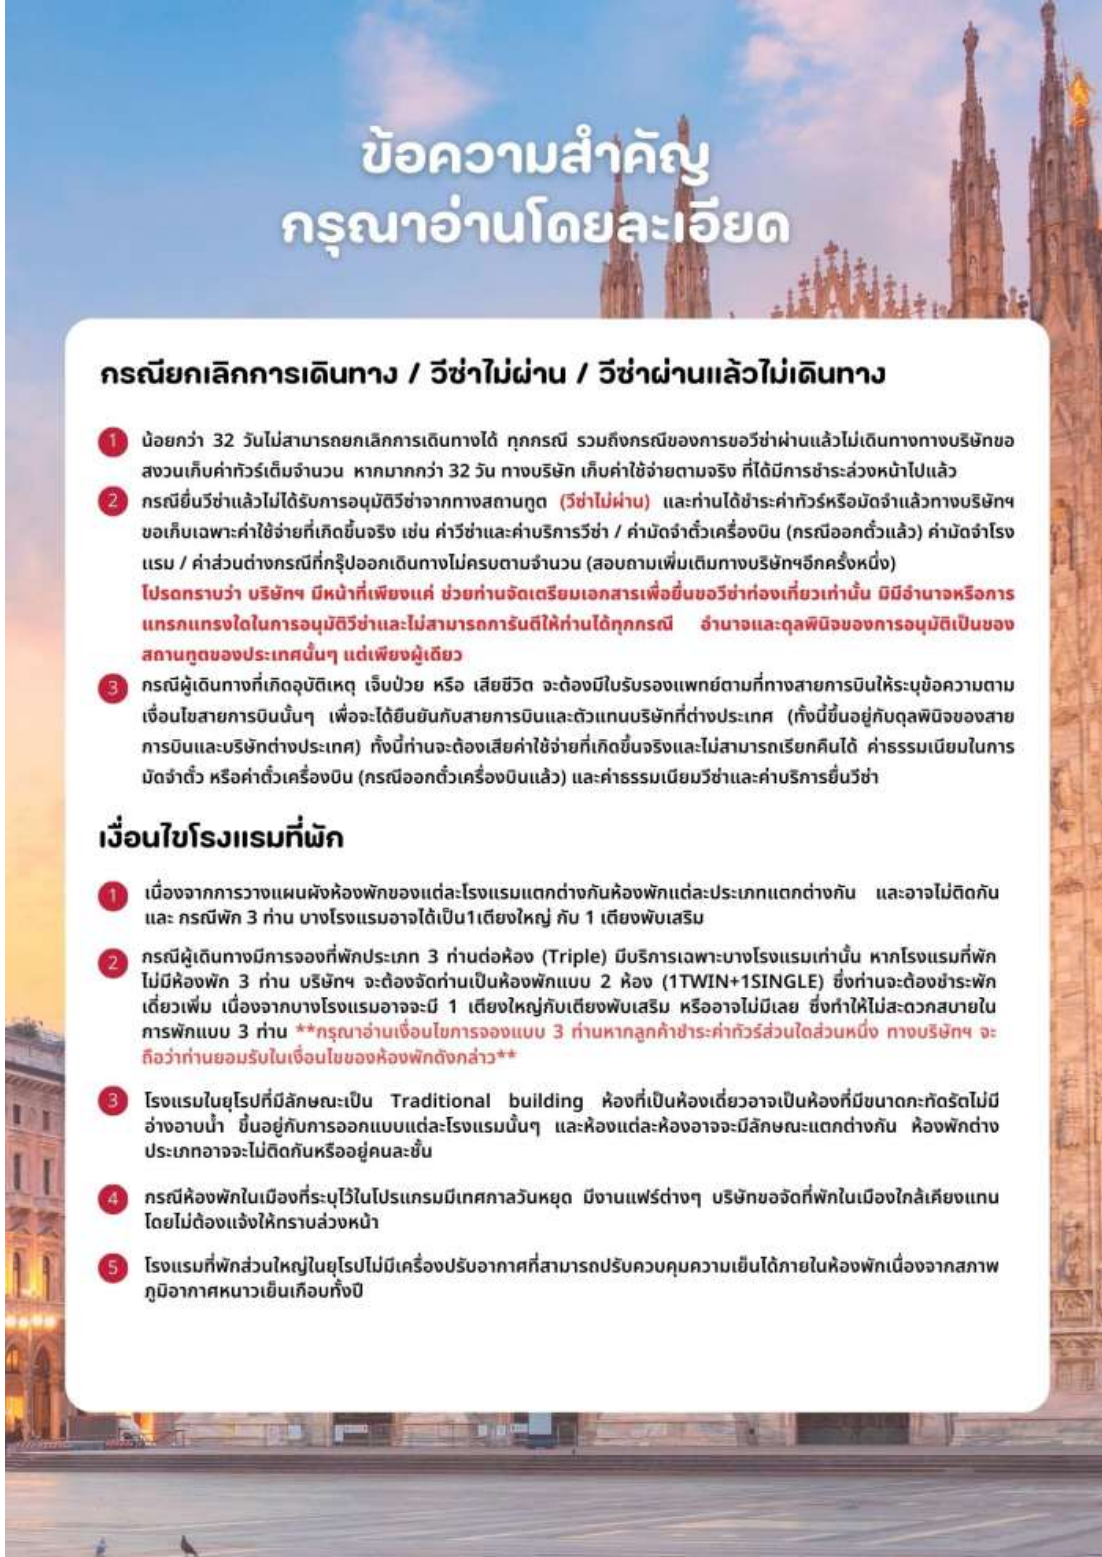 ข้อความสำคัญ
กรุณาอ่านโดยละเอียด
กรณียกเลิกการเดินทาง / วีซ่าไม่ผ่าน / วีซ่าผ่านแล้วไม่เดินทาง
1 น้อยกว่า 32 วันไม่สามารถยกเลิกการเดินทางได้ ทุกกรณี รวมถึงกรณีของการขอวีซ่าผ่านแล้วไม่เดินทางทางบริษัทขอ
สงวนเก็บค่าทัวร์เต็มจำนวน หากมากกว่า 32 วัน ทางบริษัท เก็บค่าใช้จ่ายตามจริง ที่ได้มีการชำระล่วงหน้าไปแล้ว
2 กรณียื่นวีซ่าแล้วไม่ได้รับการอนุมัติวีซ่าจากทางสถานทูต (วีซ่าไม่ผ่าน) และท่านได้ชำระค่าทัวร์หรือมัดจำแล้วทางบริษัทฯ
ขอเก็บเฉพาะค่าใช้จ่ายที่เกิดขึ้นจริง เช่น ค่าวีซ่าและค่าบริการวีซ่า / ค่ามัดจำตั๋วเครื่องบิน (กรณีออกตั๋วแล้ว) ค่ามัดจำโรง
แรม / ค่าส่วนต่างกรณีที่กรุ๊ปออกเดินทางไม่ครบตามจำนวน (สอบถามเพิ่มเติมทางบริษัทฯอีกครั้งหนึ่ง)
โปรดทราบว่า บริษัทฯ มีหน้าที่เพียงแค่ ช่วยท่านจัดเตรียมเอกสารเพื่อยื่นขอวีซ่าท่องเที่ยวเท่านั้น มิมีอำนาจหรือการ
แทรกแทรงใดในการอนุมัติวีซ่าและไม่สามารถการันตีให้ท่านได้ทุกกรณี อำนาจและดุลพินิจของการอนุมัติเป็นของ
สถานทูตของประเทศนั้นๆ แต่เพียงผู้เดียว
3 กรณีผู้เดินทางที่เกิดอุบัติเหตุ เจ็บป่วย หรือ เสียชีวิต จะต้องมีใบรับรองแพทย์ตามที่ทางสายการบินให้ระบุข้อความตาม
เงื่อนไขสายการบินนั้นๆ เพื่อจะได้ยืนยันกับสายการบินและตัวแทนบริษัทที่ต่างประเทศ (ทั้งนี้ขึ้นอยู่กับดุลพินิจของสาย
การบินและบริษัทต่างประเทศ) ทั้งนี้ท่านจะต้องเสียค่าใช้จ่ายที่เกิดขึ้นจริงและไม่สามารถเรียกคืนได้ ค่าธรรมเนียมในการ
มัดจำตั๋ว หรือค่าตั๋วเครื่องบิน (กรณีออกตั๋วเครื่องบินแล้ว) และค่าธรรมเนียมวีซ่าและค่าบริการยื่นวีซ่า
เงื่อนไขโรงแรมที่พัก
1 เนื่องจากการวางแผนผังห้องพักของแต่ละโรงแรมแตกต่างกันห้องพักแต่ละประเภทแตกต่างกัน และอาจไม่ติดกัน
และ กรณีพัก 3 ท่าน บางโรงแรมอาจได้เป็น1เตียงใหญ่ กับ 1 เตียงพับเสริม
2 กรณีผู้เดินทางมีการจองที่พักประเภท 3 ท่านต่อห้อง (Triple) มีบริการเฉพาะบางโรงแรมเท่านั้น หากโรงแรมที่พัก
ไม่มีห้องพัก 3 ท่าน บริษัทฯ จะต้องจัดท่านเป็นห้องพักแบบ 2 ห้อง (1TWIN+1SINGLE) ซึ่งท่านจะต้องชำระพัก
เดี่ยวเพิ่ม เนื่องจากบางโรงแรมอาจจะมี 1 เตียงใหญ่กับเตียงพับเสริม หรืออาจไม่มีเลย ซึ่งทำให้ไม่สะดวกสบายใน
การพักแบบ 3 ท่าน **กรุณาอ่านเงื่อนไขการจองแบบ 3 ท่านหากลูกค้าชำระค่าทัวร์ส่วนใดส่วนหนึ่ง ทางบริษัทฯ จะ
ถือว่าท่านยอมรับในเงื่อนไขของห้องพักดังกล่าว**
3 โรงแรมในยุโรปที่มีลักษณะเป็น Traditional building ห้องที่เป็นห้องเดี่ยวอาจเป็นห้องที่มีขนาดกะทัดรัดไม่มี
อ่างอาบน้ำ ขึ้นอยู่กับการออกแบบแต่ละโรงแรมนั้นๆ และห้องแต่ละห้องอาจจะมีลักษณะแตกต่างกัน ห้องพักต่าง
ประเภทอาจจะไม่ติดกันหรืออยู่คนละชั้น
4 กรณีห้องพักในเมืองที่ระบุไว้ในโปรแกรมมีเทศกาลวันหยุด มีงานแฟร์ต่างๆ บริษัทขอจัดที่พักในเมืองใกล้เคียงแทน
โดยไม่ต้องแจ้งให้ทราบล่วงหน้า
5 โรงแรมที่พักส่วนใหญ่ในยุโรปไม่มีเครื่องปรับอากาศที่สามารถปรับควบคุมความเย็นได้ภายในห้องพักเนื่องจากสภาพ
ภูมิอากาศหนาวเย็นเกือบทั้งปี